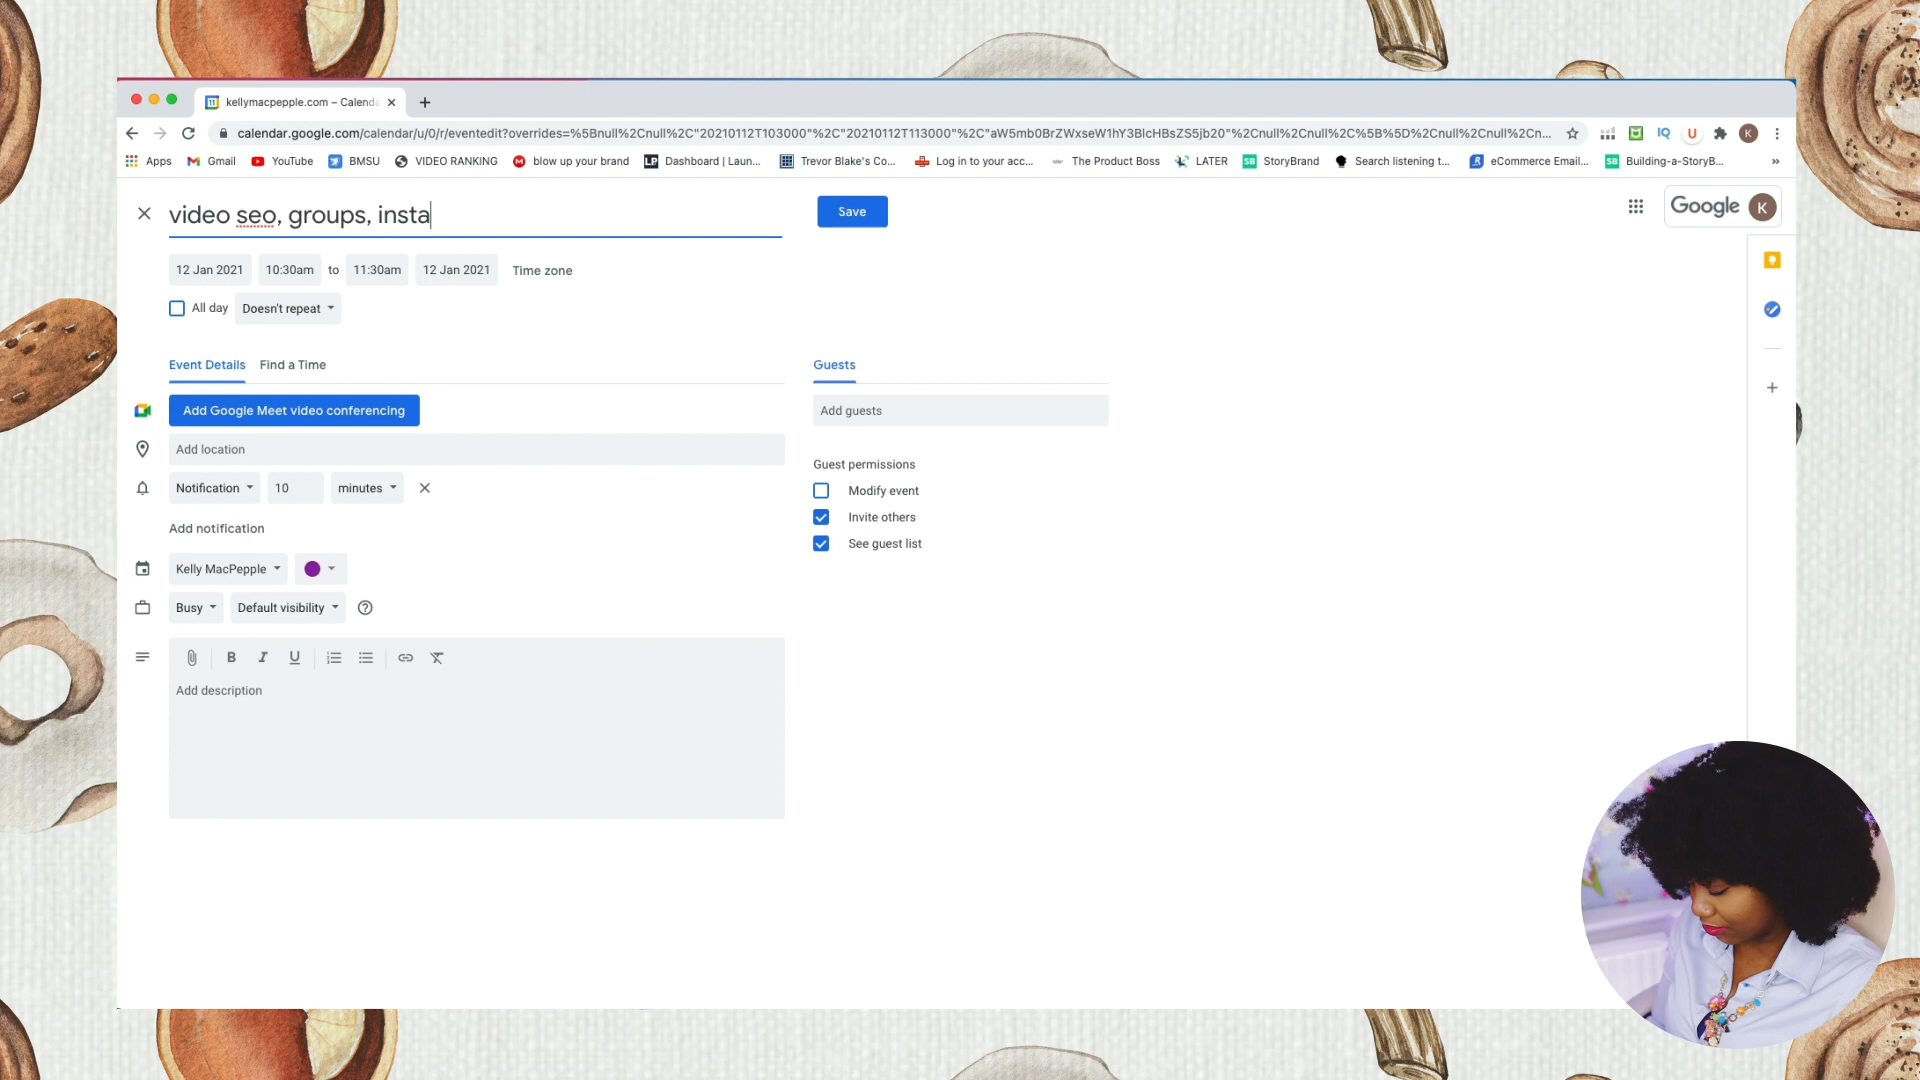 kellymacpepple.com – Calenda
calendar.google.com/calendar/u/0/r/eventedit?overrides=%5Bnull%2Cnull%2C"20210112T103000"%2C"20210112T113000"%2C"aW5mb0BrZWxseW1hY3BlcHBsZS5jb20"%2Cnull%2Cnull%2C%5B%5D%2Cnull%2Cnull%2Cn...
Apps Gmail YouTube BMSU VIDEO RANKING blow up your brand Dashboard | Laun... Trevor Blake's Co... Log in to your acc... The Product Boss LATER StoryBrand Search listening t... eCommerce Email... Building-a-StoryB... »
video seo, groups, insta
Save
Google K
12 Jan 2021 10:30am to 11:30am 12 Jan 2021 Time zone
All day Doesn't repeat
Event Details Find a Time
Guests
Add Google Meet video conferencing
Add guests
Add location
Guest permissions
Notification 10 minutes
Modify event
Invite others
Add notification
See guest list
Kelly MacPepple
Busy Default visibility
B I U
Add description